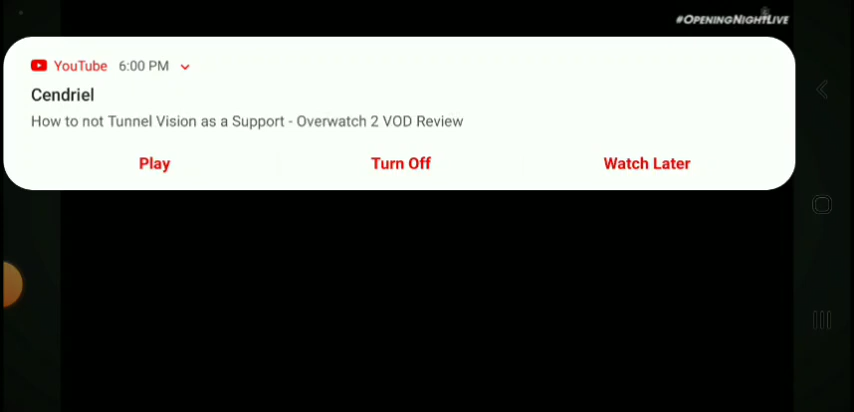 #OPENINGNIGHTLIVE
YouTube 6:00 PM
Cendriel
How to not Tunnel Vision as a Support - Overwatch 2 VOD Review
Play Turn Off Watch Later